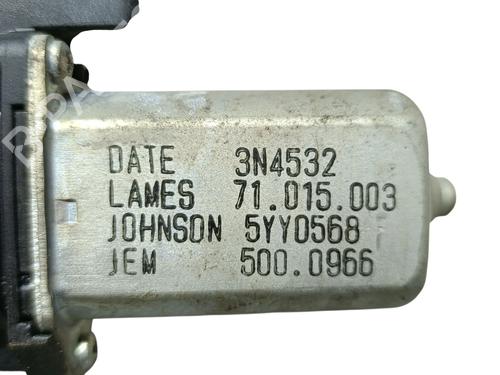 DATE 3N4532
LAMES 71.015.003
JOHNSON 5YY0568
JEM 500.0966